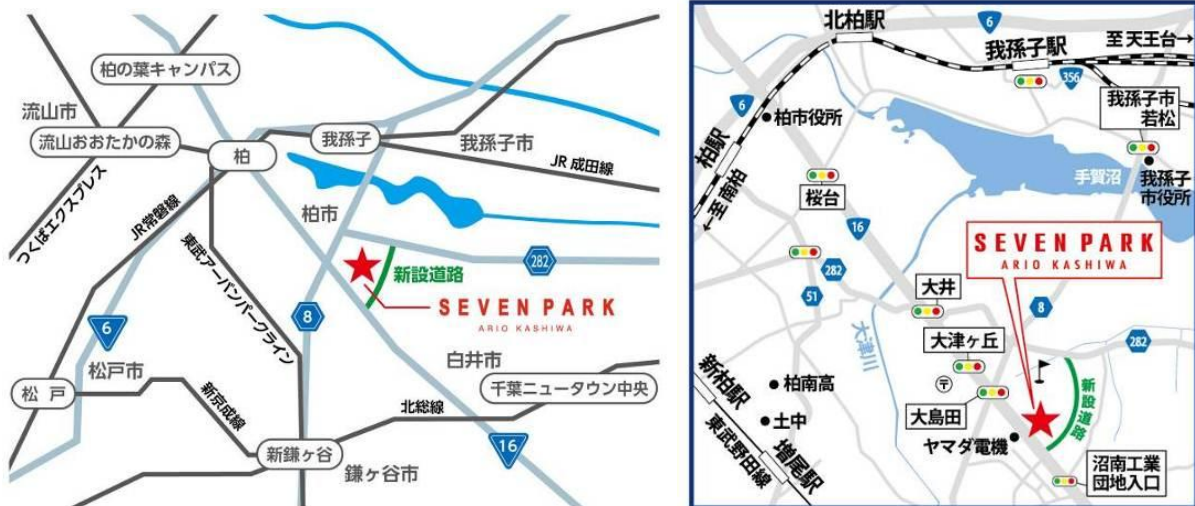 柏の葉キャンパス
流山市
流山おおたかの森
柏
我孫子
我孫子市
JR成田線
つくばエクスプレス
JR常磐線
東武アーバンパークライン
柏市
282
新設道路
SEVEN PARK
ARIO KASHIWA
8
6
松戸市
松戸
新京成線
白井市
千葉ニュータウン中央
北総線
新鎌ヶ谷
鎌ヶ谷市
16
北柏駅
6
至天王台→
我孫子駅
356
我孫子市
若松
6
柏市役所
柏駅
←至南柏
手賀沼
我孫子
市役所
桜台
16
SEVEN PARK
ARIO KASHIWA
282
51
大井
8
大津川
大津ヶ丘
282
〒
大島田
新設道路
柏南高
土中
ヤマダ電機
新柏駅
東武野田線
増尾駅
沼南工業
団地入口